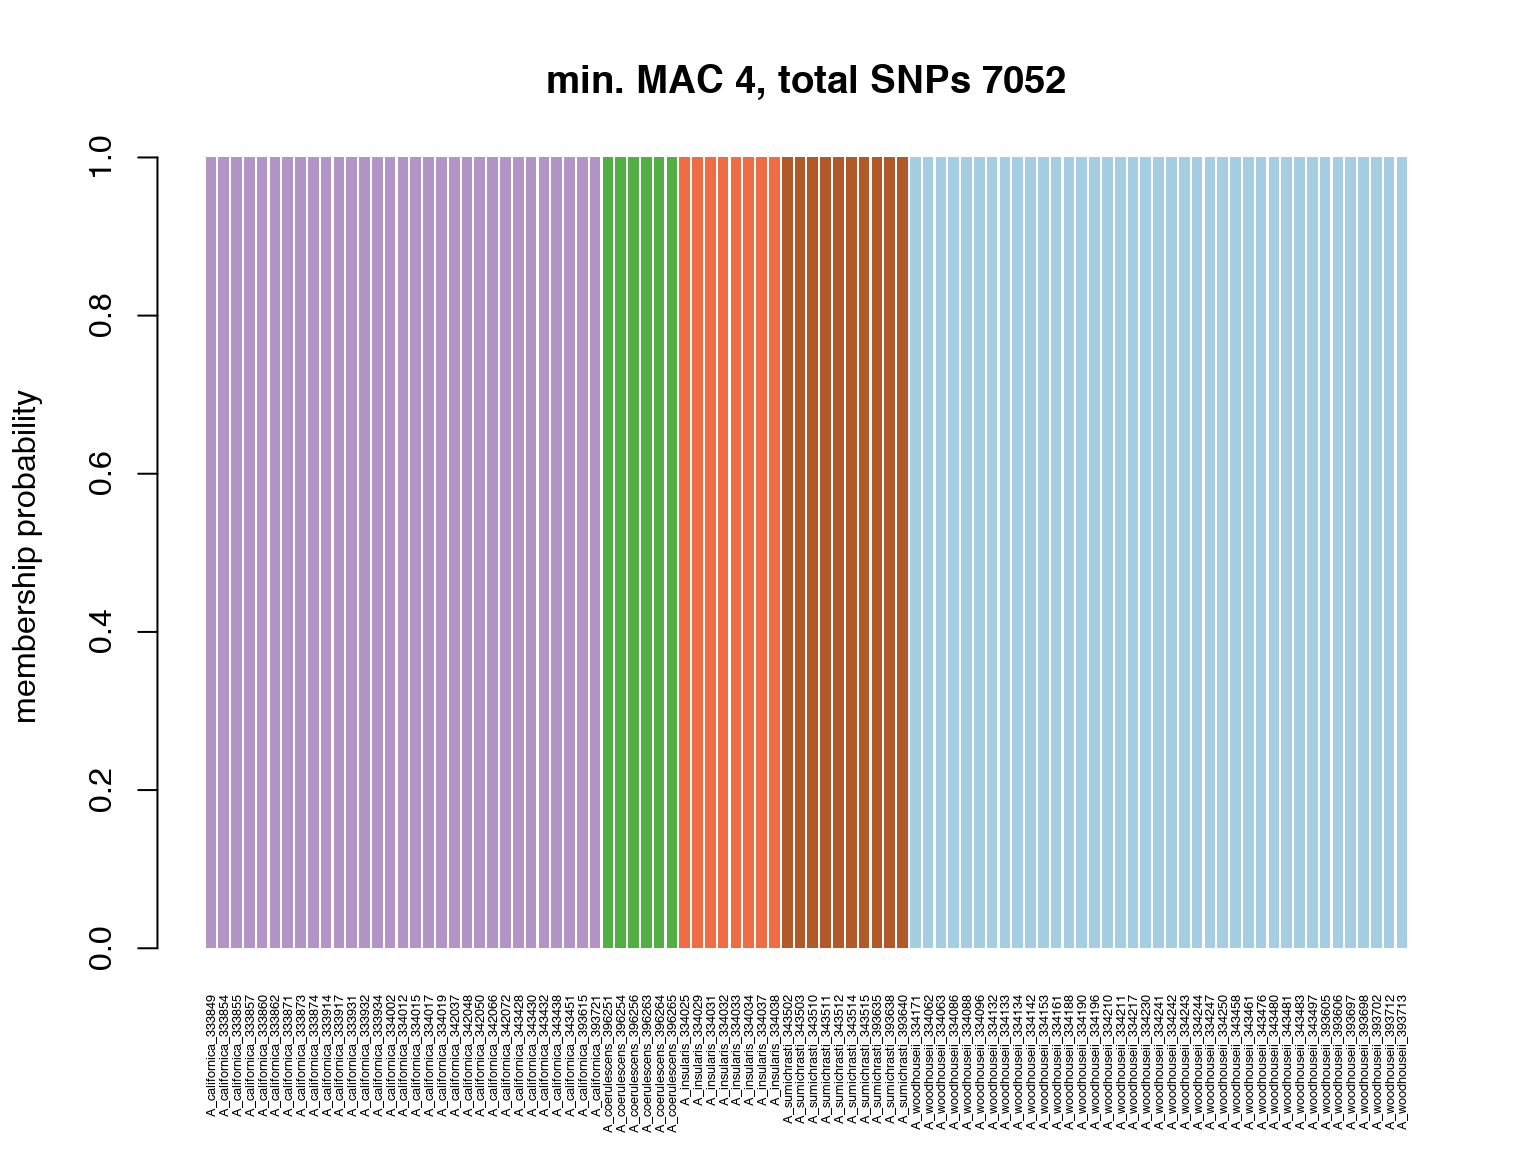 min. MAC 4, total SNPs 7052
membership probability
1.0
0.8
0.6
0.4
0.2
0.0
A_californica_333849
A_californica_333854
A_californica_333855
A_californica_333857
A_californica_333860
A_californica_333862
A_californica_333871
A_californica_333873
A_californica_333874
A_californica_333914
A_californica_333917
A_californica_333931
A_californica_333932
A_californica_333934
A_californica_334002
A_californica_334012
A_californica_334015
A_californica_334017
A_californica_334019
A_californica_342037
A_californica_342048
A_californica_342050
A_californica_342066
A_californica_342072
A_californica_343428
A_californica_343430
A_californica_343432
A_californica_343438
A_californica_343451
A_californica_393615
A_californica_393721
A_coerulescens_396251
A_coerulescens_396254
A_coerulescens_396256
A_coerulescens_396263
A_coerulescens_396264
A_coerulescens_396265
A_insularis_334025
A_insularis_334029
A_insularis_334031
A_insularis_334032
A_insularis_334033
A_insularis_334034
A_insularis_334037
A_insularis_334038
A_sumichrasti_343502
A_sumichrasti_343503
A_sumichrasti_343510
A_sumichrasti_343511
A_sumichrasti_343512
A_sumichrasti_343514
A_sumichrasti_343515
A_sumichrasti_393635
A_sumichrasti_393638
A_sumichrasti_393640
A_woodhouseii_334171
A_woodhouseii_334062
A_woodhouseii_334063
A_woodhouseii_334086
A_woodhouseii_334088
A_woodhouseii_334096
A_woodhouseii_334132
A_woodhouseii_334133
A_woodhouseii_334134
A_woodhouseii_334142
A_woodhouseii_334153
A_woodhouseii_334161
A_woodhouseii_334188
A_woodhouseii_334190
A_woodhouseii_334196
A_woodhouseii_334210
A_woodhouseii_334211
A_woodhouseii_334217
A_woodhouseii_334230
A_woodhouseii_334241
A_woodhouseii_334242
A_woodhouseii_334243
A_woodhouseii_334244
A_woodhouseii_334247
A_woodhouseii_334250
A_woodhouseii_343458
A_woodhouseii_343461
A_woodhouseii_343476
A_woodhouseii_343480
A_woodhouseii_343481
A_woodhouseii_343483
A_woodhouseii_343497
A_woodhouseii_393605
A_woodhouseii_393606
A_woodhouseii_393697
A_woodhouseii_393698
A_woodhouseii_393702
A_woodhouseii_393712
A_woodhouseii_393713